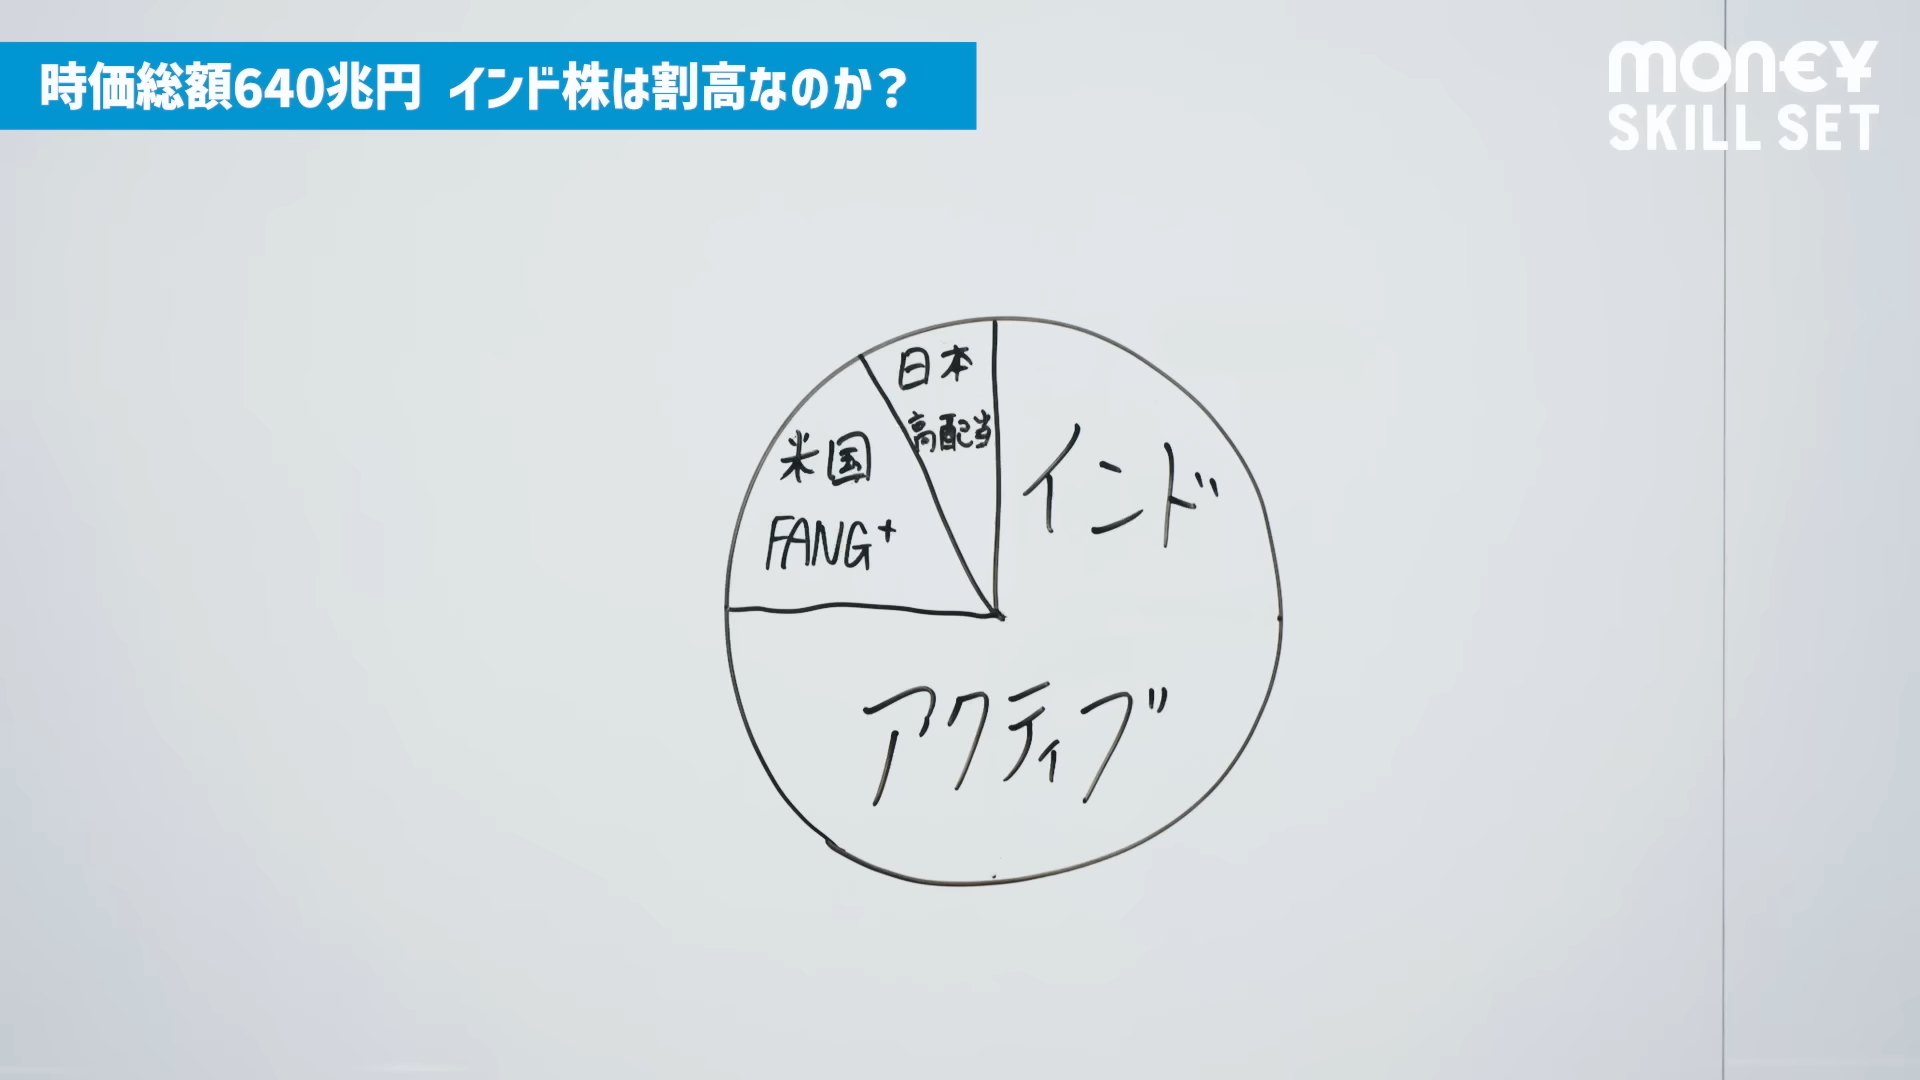 時価総額640兆円 インド株は割高なのか？
mon€¥
SKILL SET
日本
高配当
米国
FANG+
インド
アクティブ